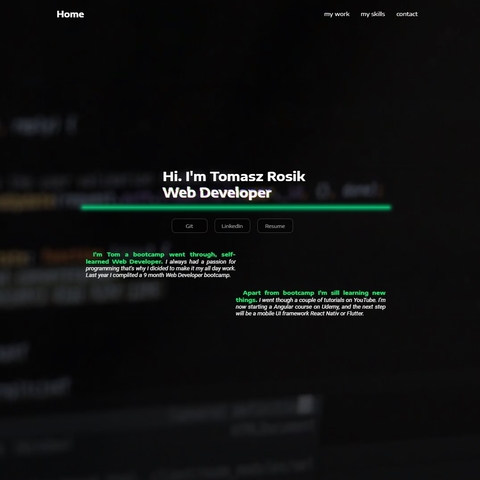 Home
my work my skills contact
Hi. I'm Tomasz Rosik
Web Developer
Git LinkedIn Resume
I'm Tom a bootcamp went through, self-
learned Web Developer. I always had a passion for
programming that's why I dicided to make it my all day work.
Last year I complited a 9 month Web Developer bootcamp.
Apart from bootcamp I'm sill learning new
things. I went though a couple of tutorials on YouTube. I'm
now starting a Angular course on Udemy, and the next step
will be a mobile UI framework React Nativ or Flutter.